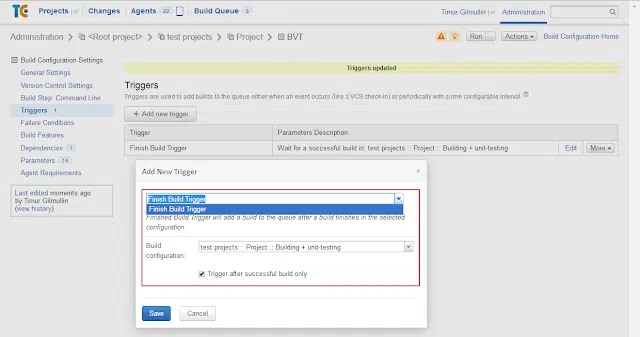 TC Projects Changes Agents 22 Build Queue 3 Timur Gilmullin Administration
Administration > <Root project> > test projects > Project > BVT Run ... Actions Build Configuration Home
Build Configuration Settings
General Settings
Version Control Settings
Build Step: Command Line
Triggers 1
Failure Conditions
Build Features
Dependencies 1
Parameters 14
Agent Requirements
Last edited moments ago
by Timur Gilmullin
(view history)
Triggers updated
Triggers
Triggers are used to add builds to the queue either when an event occurs (like a VCS check-in) or periodically with some configurable interval. ?
+ Add new trigger
Trigger Parameters Description
Finish Build Trigger Wait for a successful build in: test projects :: Project :: Building + unit-testing Edit More
Add New Trigger ×
Finish Build Trigger
Finish Build Trigger
Finished Build Trigger will add a build to the queue after a build finishes in the selected
configuration.
Build
configuration:
test projects :: Project :: Building + unit-testing
Trigger after successful build only
Save Cancel